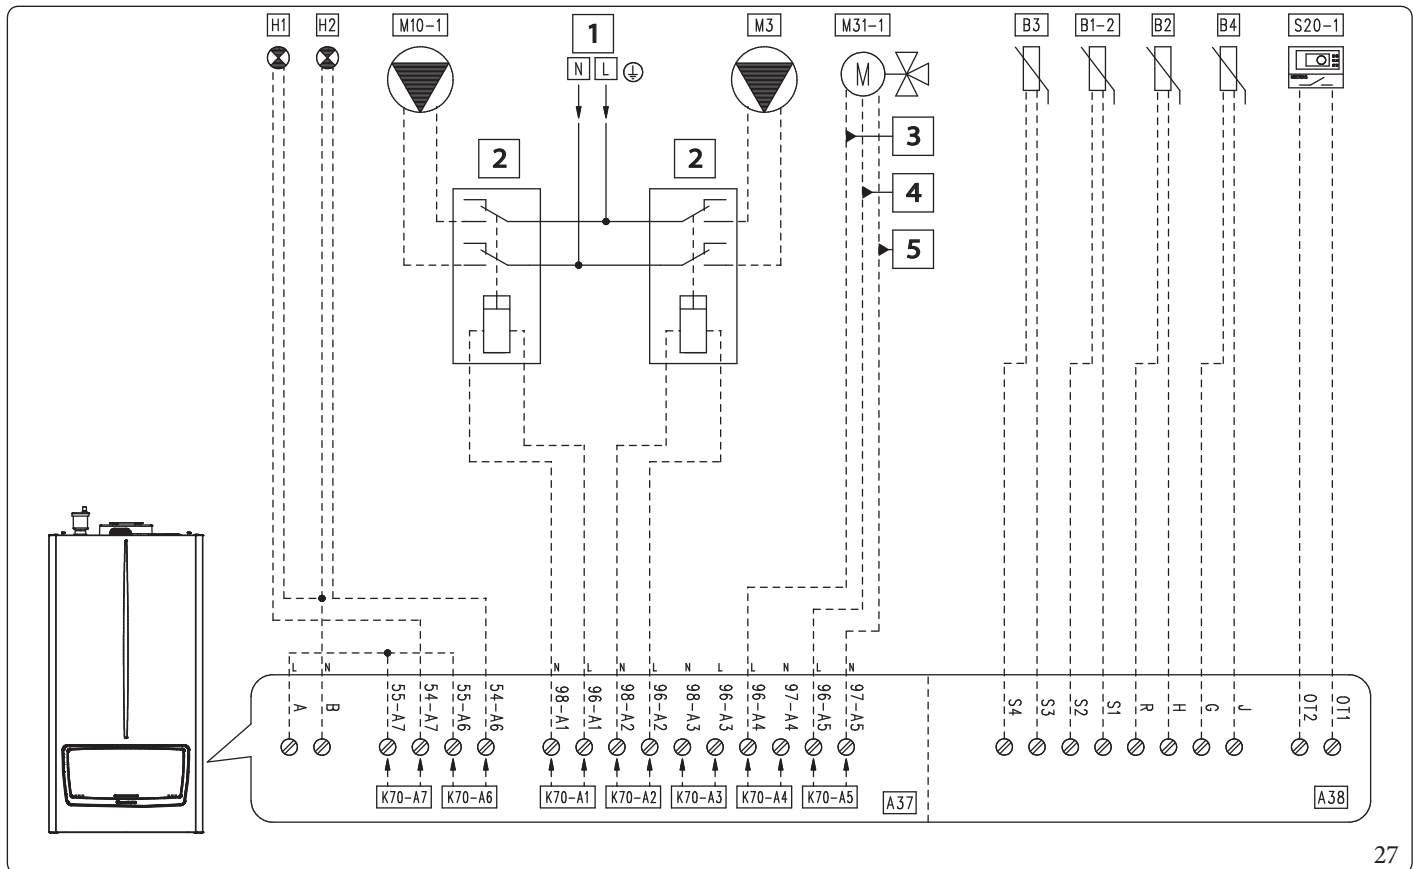 H1 H2 M10-1 1 M3 M31-1 B3 B1-2 B2 B4 S20-1
N L
M
3
2 2
4
5
L N N L N L N L L N L N
A B 55-A7 54-A7 55-A6 54-A6 98-A1 96-A1 98-A2 96-A2 98-A3 96-A3 96-A4 97-A4 96-A5 97-A5 S4 S3 S2 S1 R H G J OT2 OT1
K70-A7 K70-A6 K70-A1 K70-A2 K70-A3 K70-A4 K70-A5 A37 A38
27